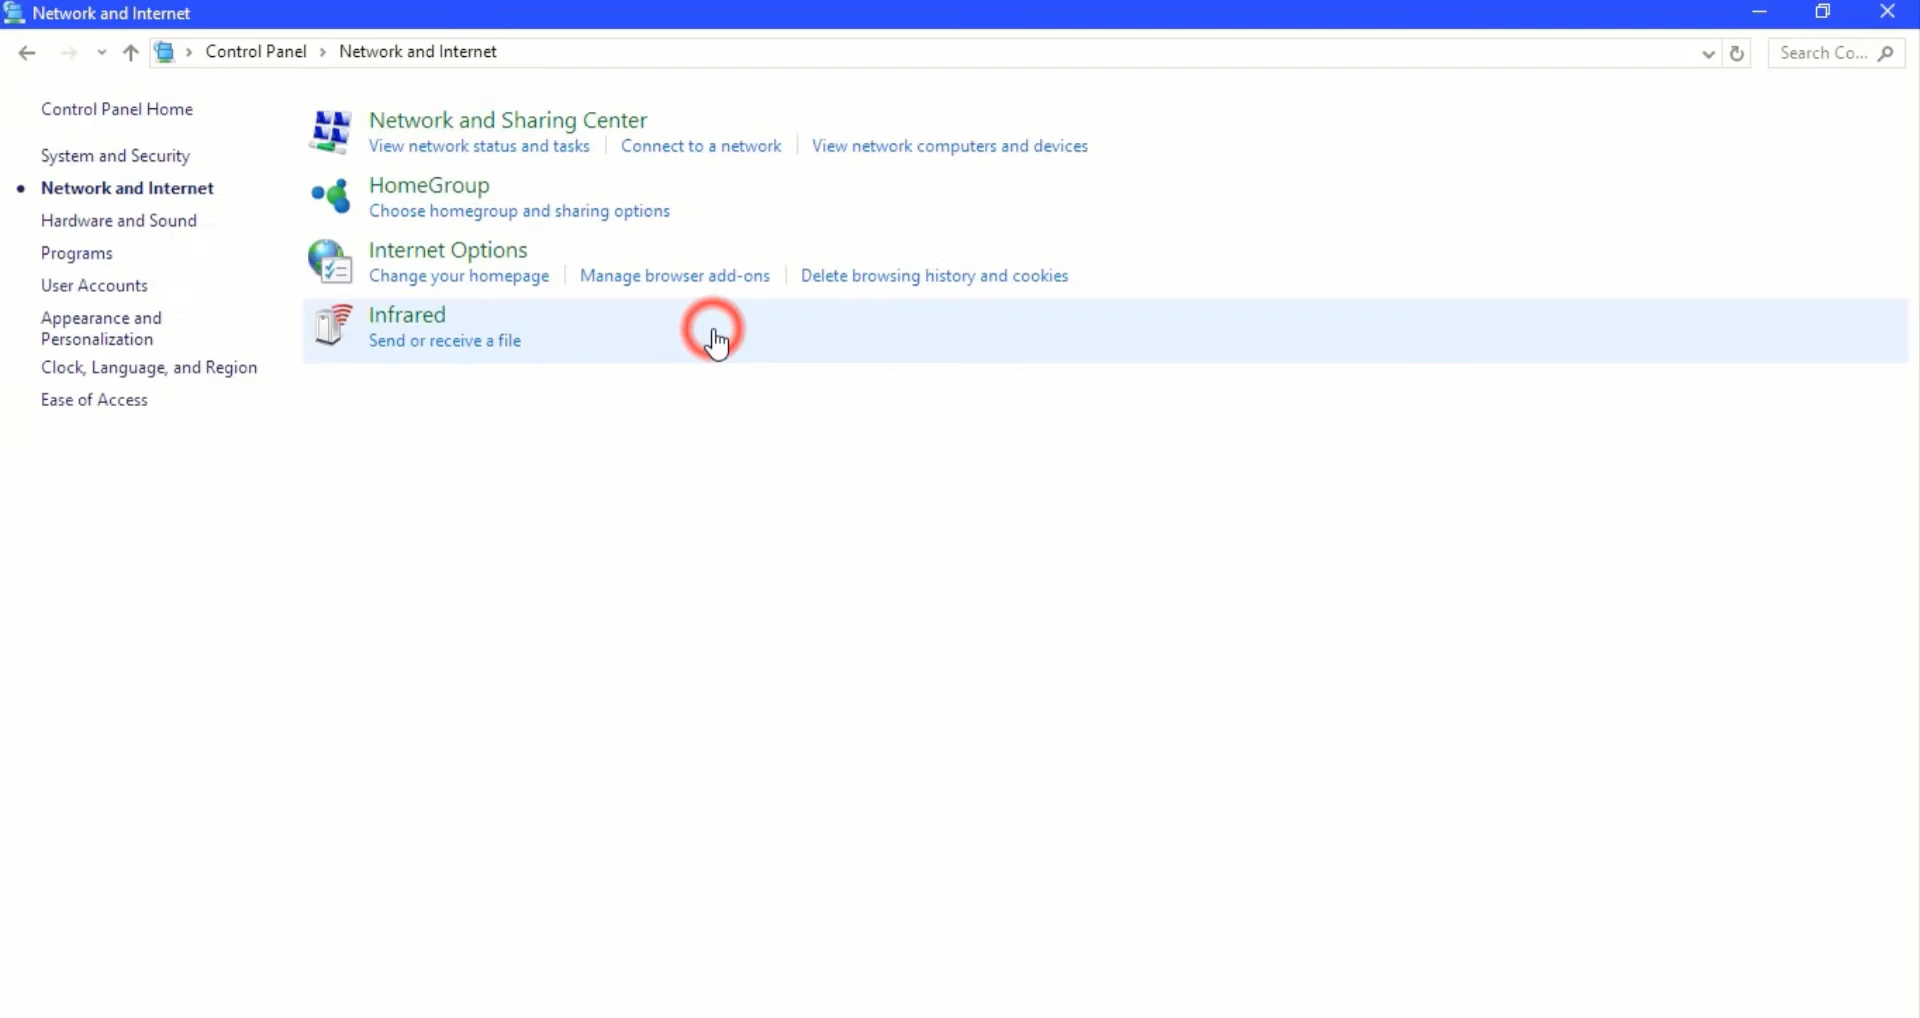 Network and Internet
Control Panel > Network and Internet
Search Co...
Control Panel Home
System and Security
Network and Internet
Hardware and Sound
Programs
User Accounts
Appearance and
Personalization
Clock, Language, and Region
Ease of Access
Network and Sharing Center
View network status and tasks | Connect to a network | View network computers and devices
HomeGroup
Choose homegroup and sharing options
Internet Options
Change your homepage | Manage browser add-ons | Delete browsing history and cookies
Infrared
Send or receive a file